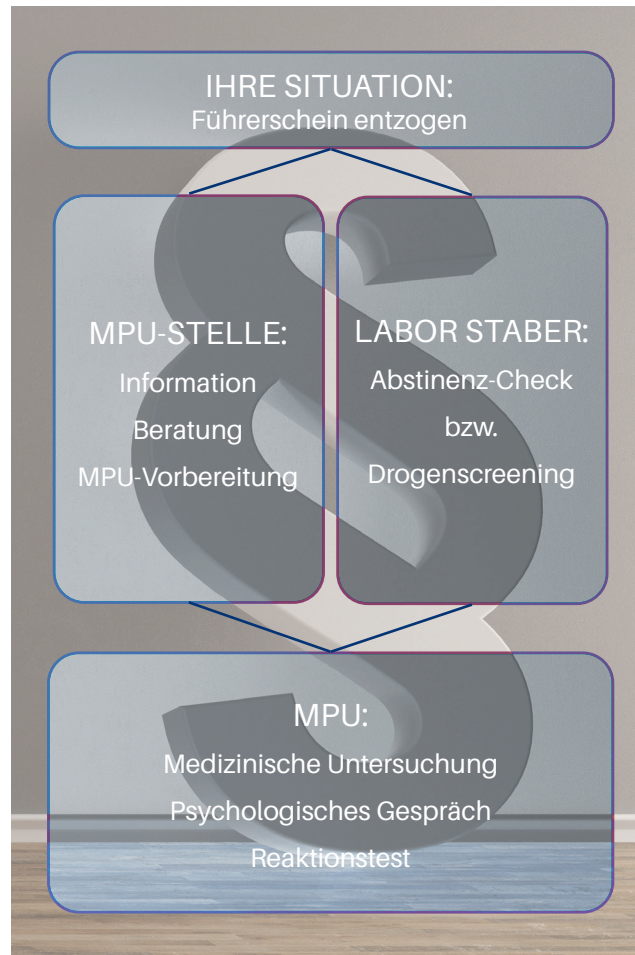 IHRE SITUATION:
Führerschein entzogen
MPU-STELLE:
Information
Beratung
MPU-Vorbereitung
LABOR STABER:
Abstinenz-Check
bzw.
Drogenscreening
MPU:
Medizinische Untersuchung
Psychologisches Gespräch
Reaktionstest